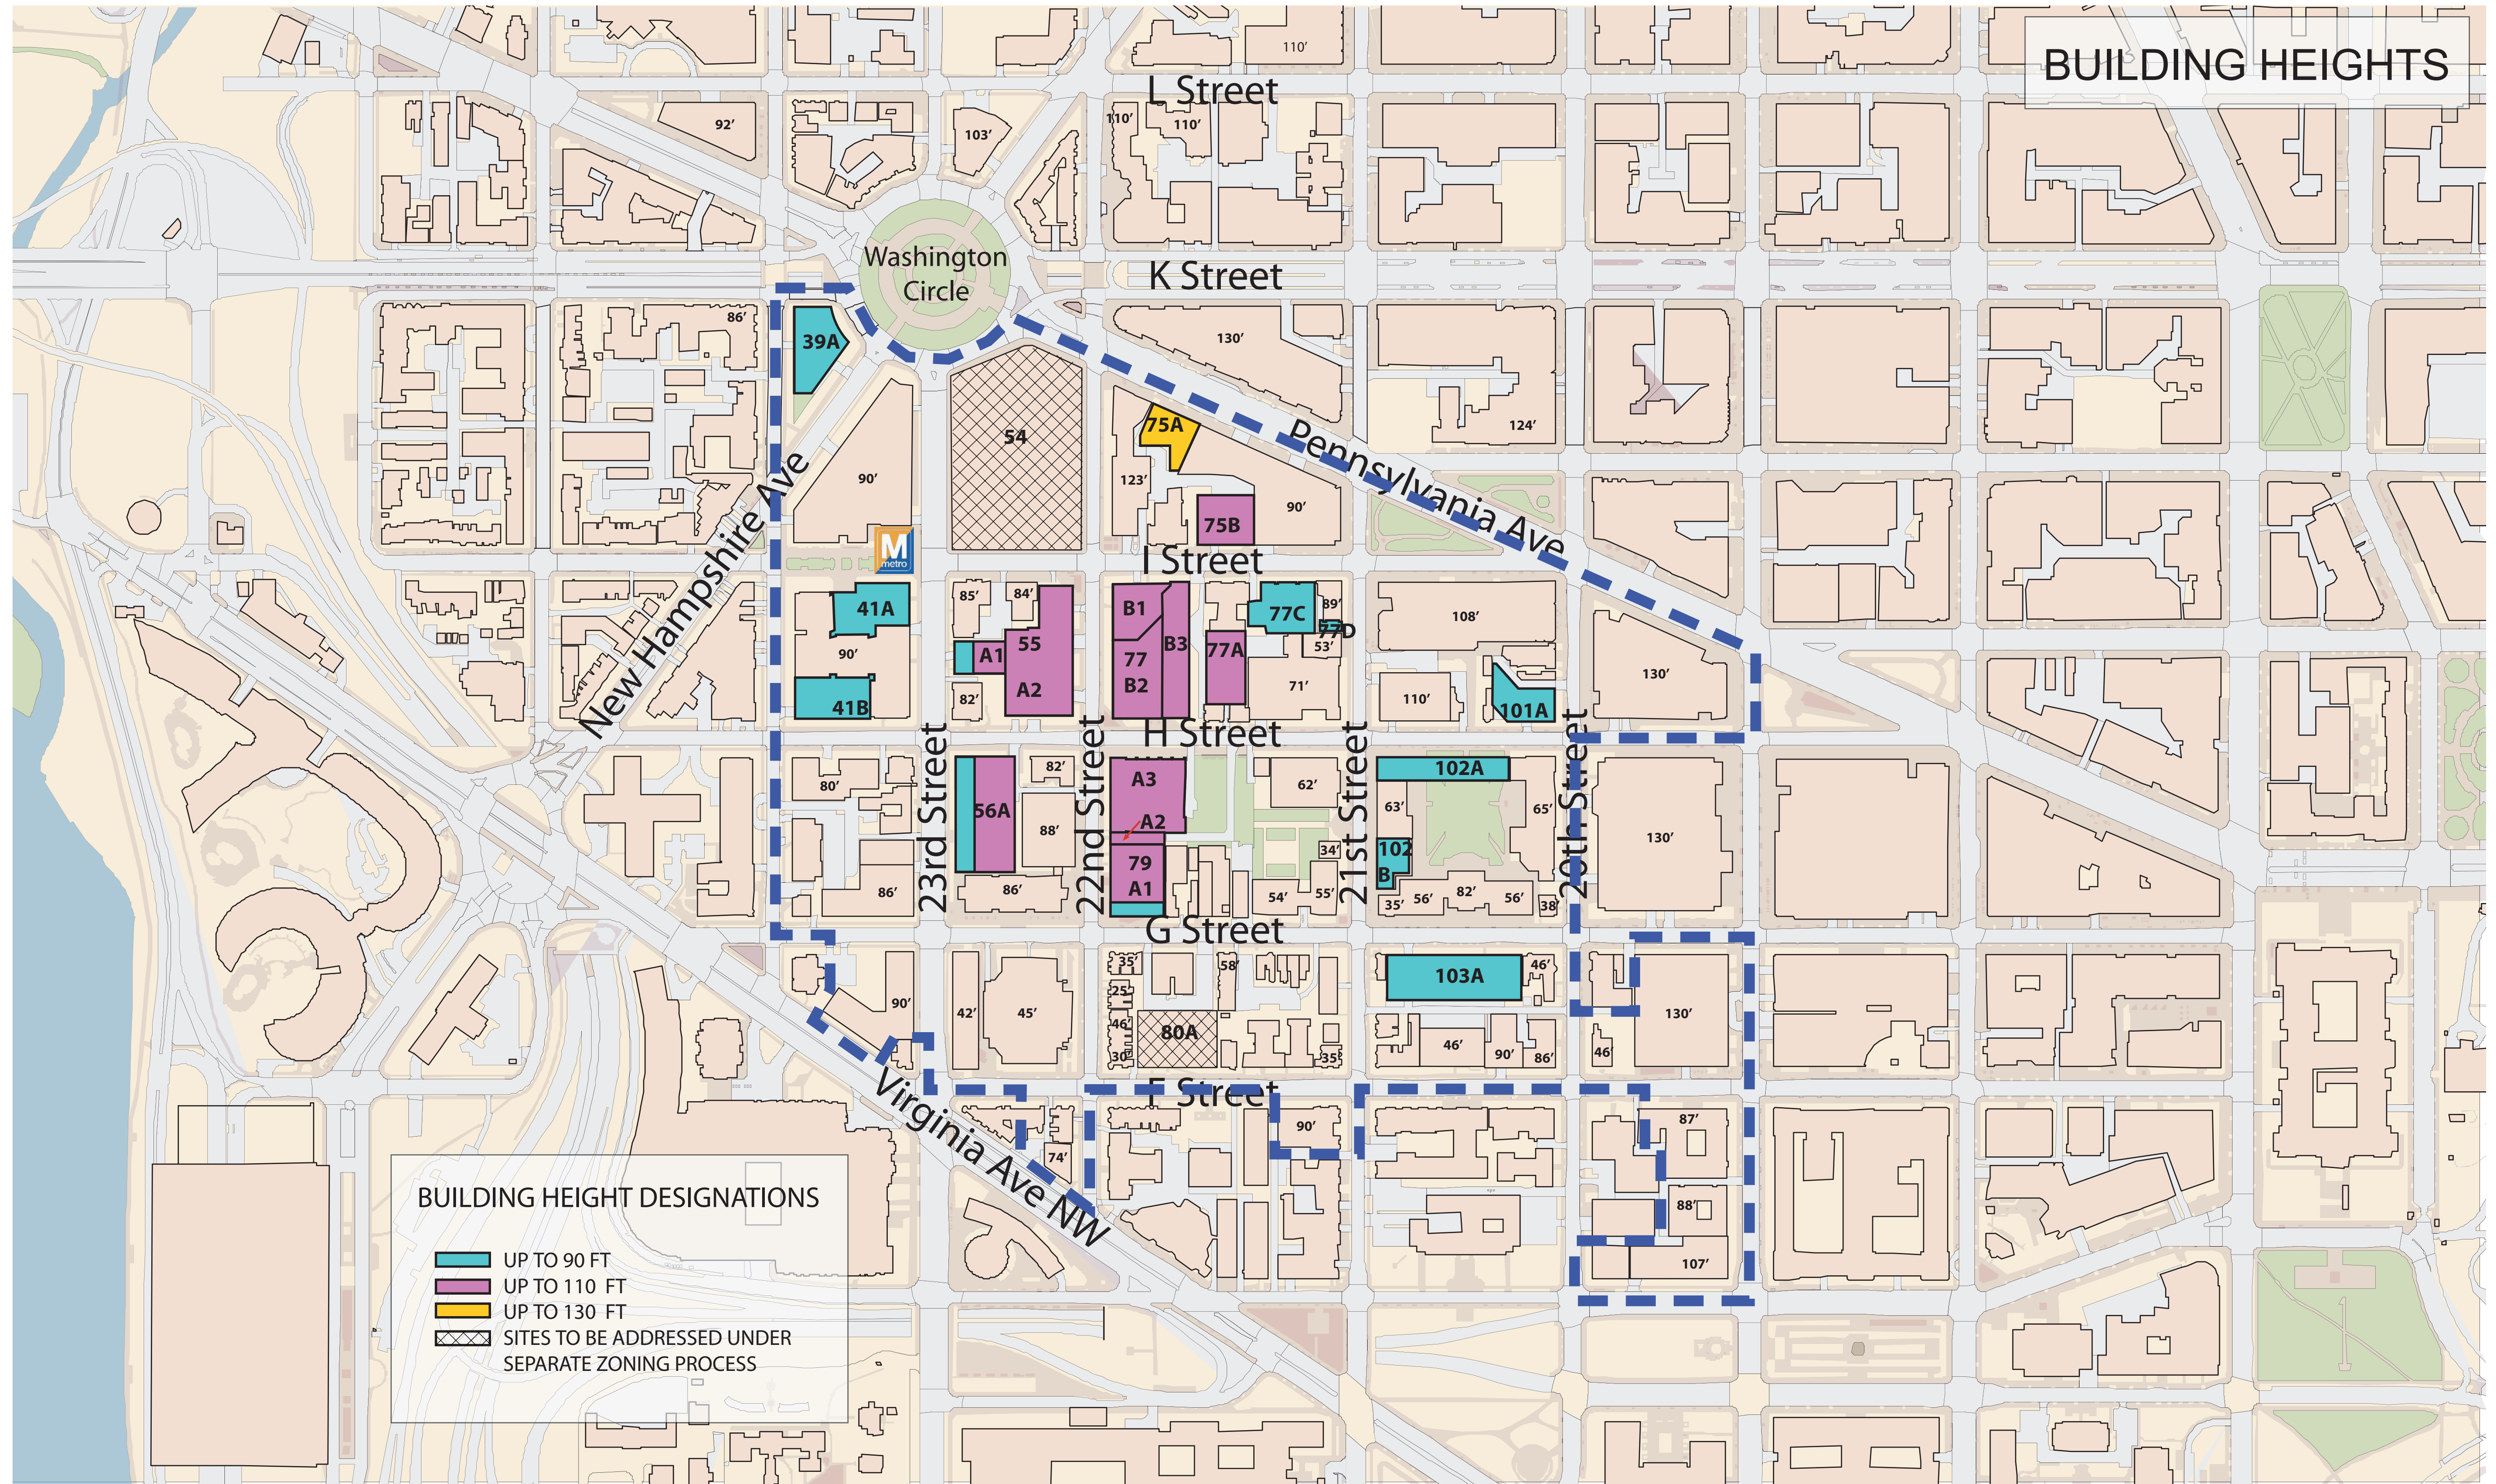 BUILDING HEIGHTS
110'
L Street
92'
103'
110'
110'
Washington
Circle
K Street
86'
39A
130'
54
75A
124'
Pennsylvania Ave
90'
123'
75B
90'
New Hampshire Ave
M
metro
I Street
41A
85'
84'
B1
77C
89'
108'
77D
90'
A1
55
B3
77A
53'
77
B2
130'
A2
71'
82'
110'
41B
101A
23rd Street
22nd Street
H Street
21st Street
20th Street
80'
82'
A3
62'
102A
56A
63'
65'
88'
A2
130'
34'
102
B
79
A1
86'
86'
54'
55'
35'
56'
82'
56'
38'
G Street
35'
58'
103A
46'
25'
90'
42'
45'
46'
80A
130'
30'
35'
46'
90'
86'
46'
F Street
Virginia Ave NW
90'
87'
74'
88'
107'
BUILDING HEIGHT DESIGNATIONS
UP TO 90 FT
UP TO 110 FT
UP TO 130 FT
SITES TO BE ADDRESSED UNDER
SEPARATE ZONING PROCESS